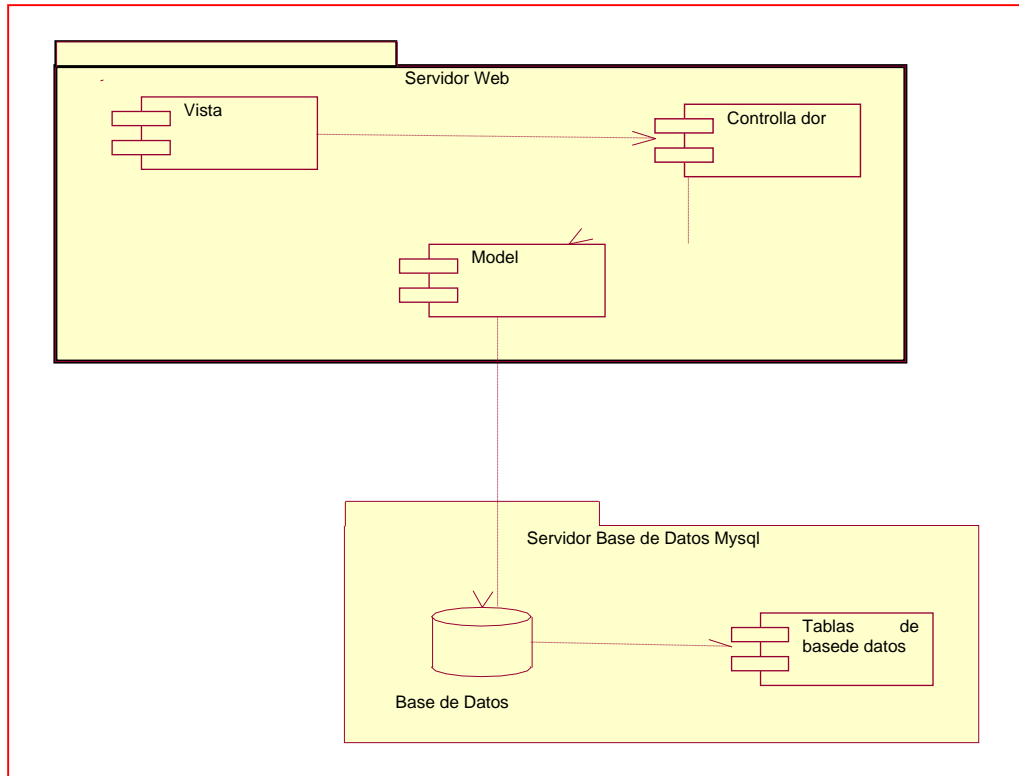 Servidor Web
Vista
Controlla dor
Model
Servidor Base de Datos Mysql
Tablas de
basede datos
Base de Datos